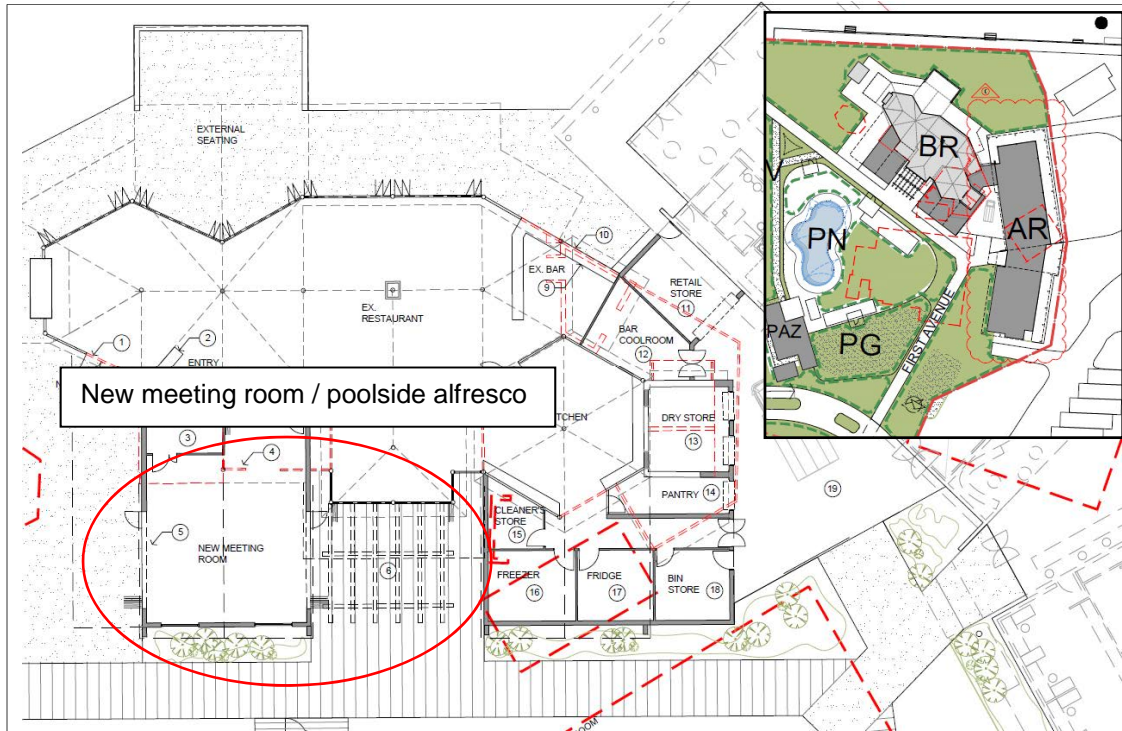 EXTERNAL
SEATING
BR
V
PN
AR
PAZ
PG
FIRST AVENUE
10
EX. BAR
9
RETAIL
STORE
11
EX.
RESTAURANT
BAR
COOLROOM
12
1
2
ENTRY
New meeting room / poolside alfresco
3
4
DRY STORE
13
PANTRY
14
19
5
NEW MEETING
ROOM
6
CLEANER'S
STORE
15
FREEZER
16
FRIDGE
17
BIN
STORE
18